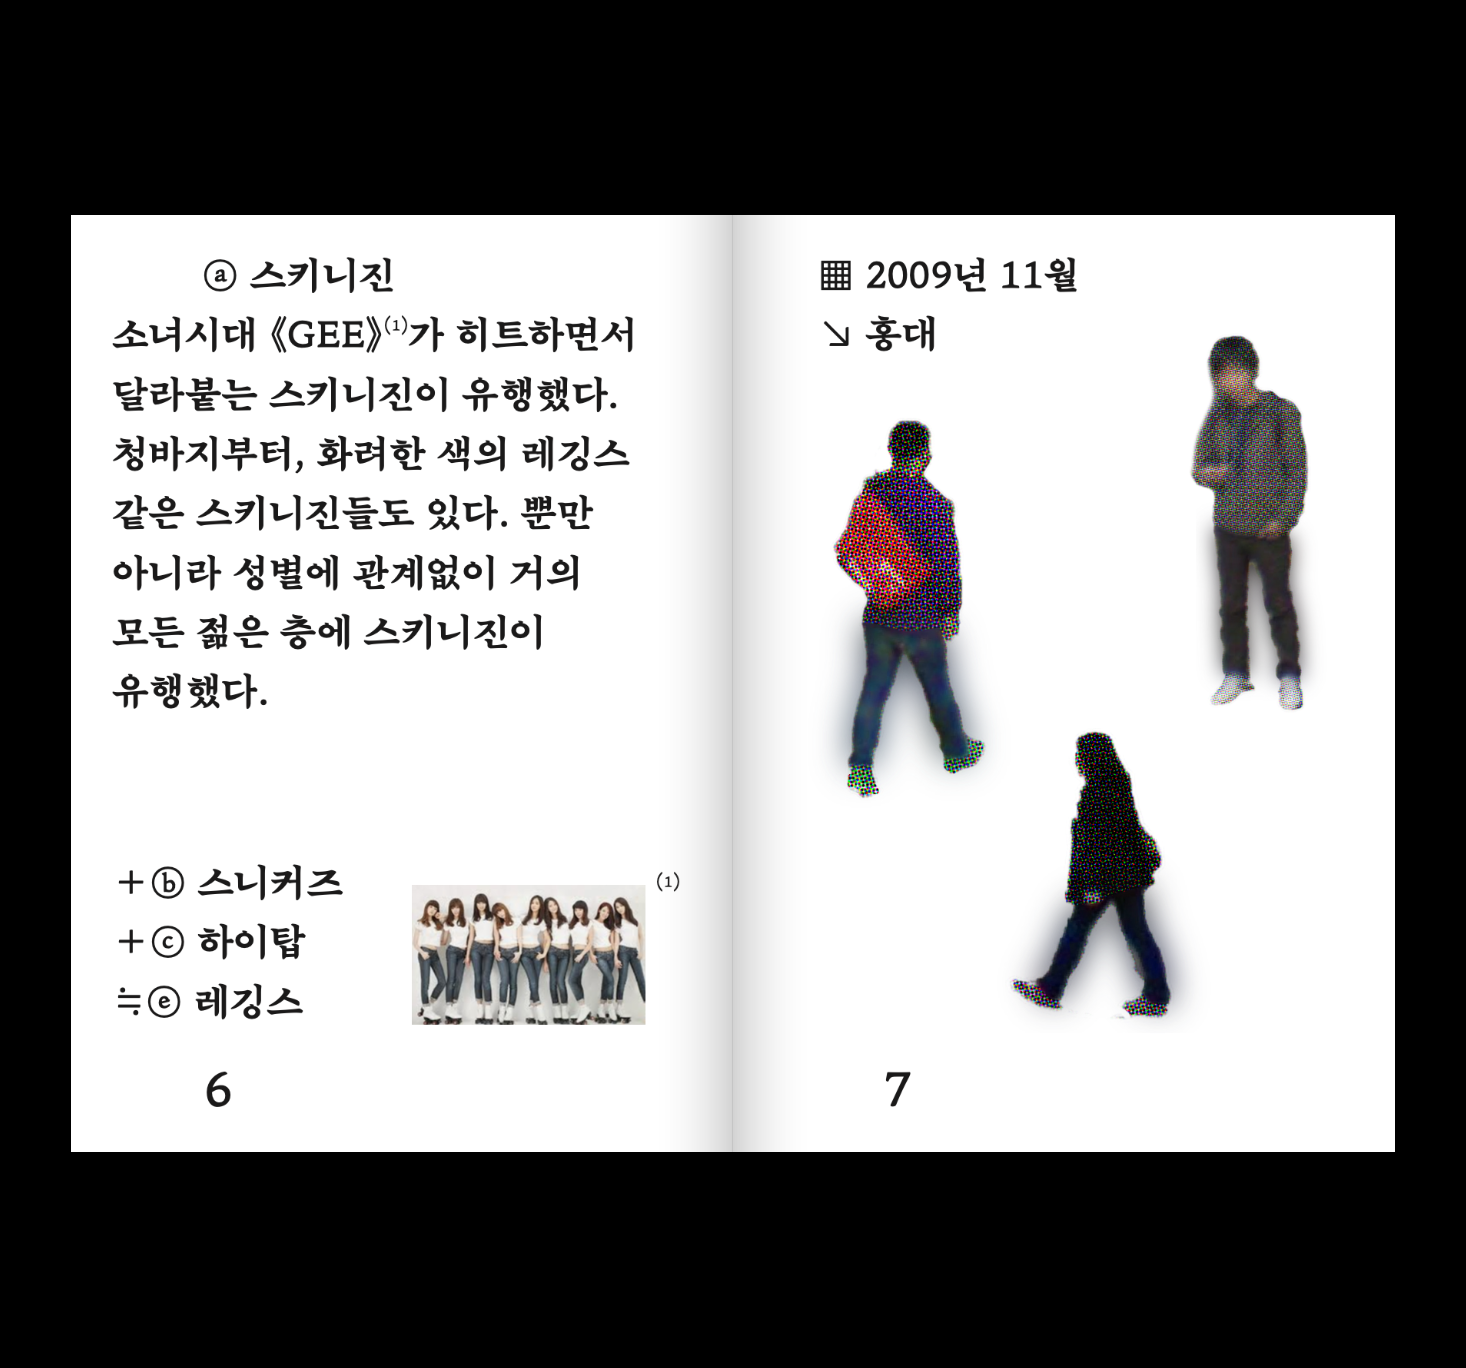 ⓐ 스키니진
소녀시대 《GEE》(1)가 히트하면서
달라붙는 스키니진이 유행했다.
청바지부터, 화려한 색의 레깅스
같은 스키니진들도 있다. 뿐만
아니라 성별에 관계없이 거의
모든 젊은 층에 스키니진이
유행했다.
+ⓑ 스니커즈
+ⓒ 하이탑
≒ⓔ 레깅스
(1)
6
▦ 2009년 11월
↘ 홍대
7